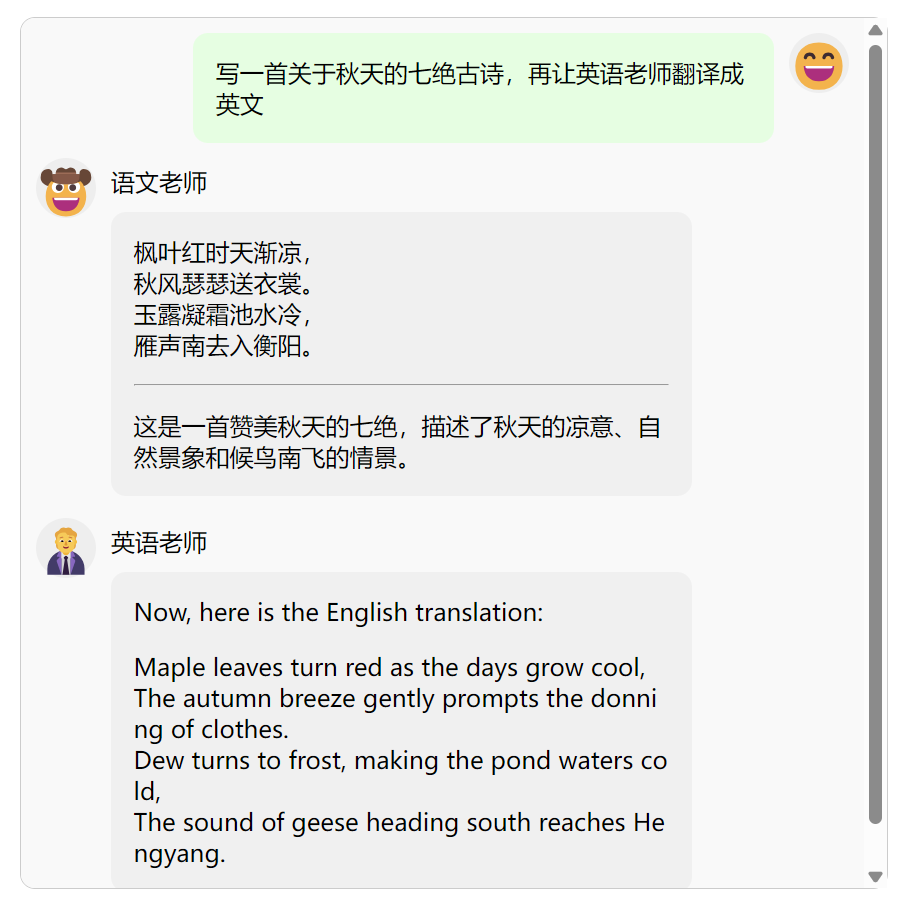 写一首关于秋天的七绝古诗，再让英语老师翻译成
英文
语文老师
枫叶红时天渐凉，
秋风瑟瑟送衣裳。
玉露凝霜池水冷，
雁声南去入衡阳。
这是一首赞美秋天的七绝，描述了秋天的凉意、自
然景象和候鸟南飞的情景。
英语老师
Now, here is the English translation:
Maple leaves turn red as the days grow cool,
The autumn breeze gently prompts the donni
ng of clothes.
Dew turns to frost, making the pond waters co
ld,
The sound of geese heading south reaches He
ngyang.